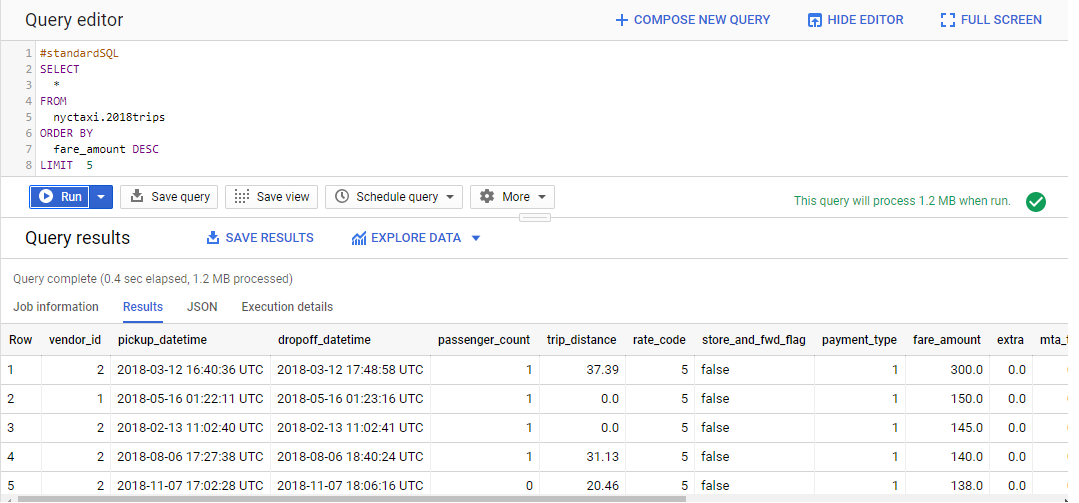 Query editor
COMPOSE NEW QUERY HIDE EDITOR FULL SCREEN
1 #standardSQL
2 SELECT
3 *
4 FROM
5 nyctaxi.2018trips
6 ORDER BY
7 fare_amount DESC
8 LIMIT 5
Run Save query Save view Schedule query More This query will process 1.2 MB when run.
Query results SAVE RESULTS EXPLORE DATA
Query complete (0.4 sec elapsed, 1.2 MB processed)
Job information Results JSON Execution details
Row vendor_id pickup_datetime dropoff_datetime passenger_count trip_distance rate_code store_and_fwd_flag payment_type fare_amount extra
1 2 2018-03-12 16:40:36 UTC 2018-03-12 17:48:58 UTC 1 37.39 5 false 1 300.0 0.0
2 1 2018-05-16 01:22:11 UTC 2018-05-16 01:23:16 UTC 1 0.0 5 false 1 150.0 0.0
3 2 2018-02-13 11:02:40 UTC 2018-02-13 11:02:41 UTC 1 0.0 5 false 1 145.0 0.0
4 2 2018-08-06 17:27:38 UTC 2018-08-06 18:40:24 UTC 1 31.13 5 false 1 140.0 0.0
5 2 2018-11-07 17:02:28 UTC 2018-11-07 18:06:16 UTC 0 20.46 5 false 1 138.0 0.0